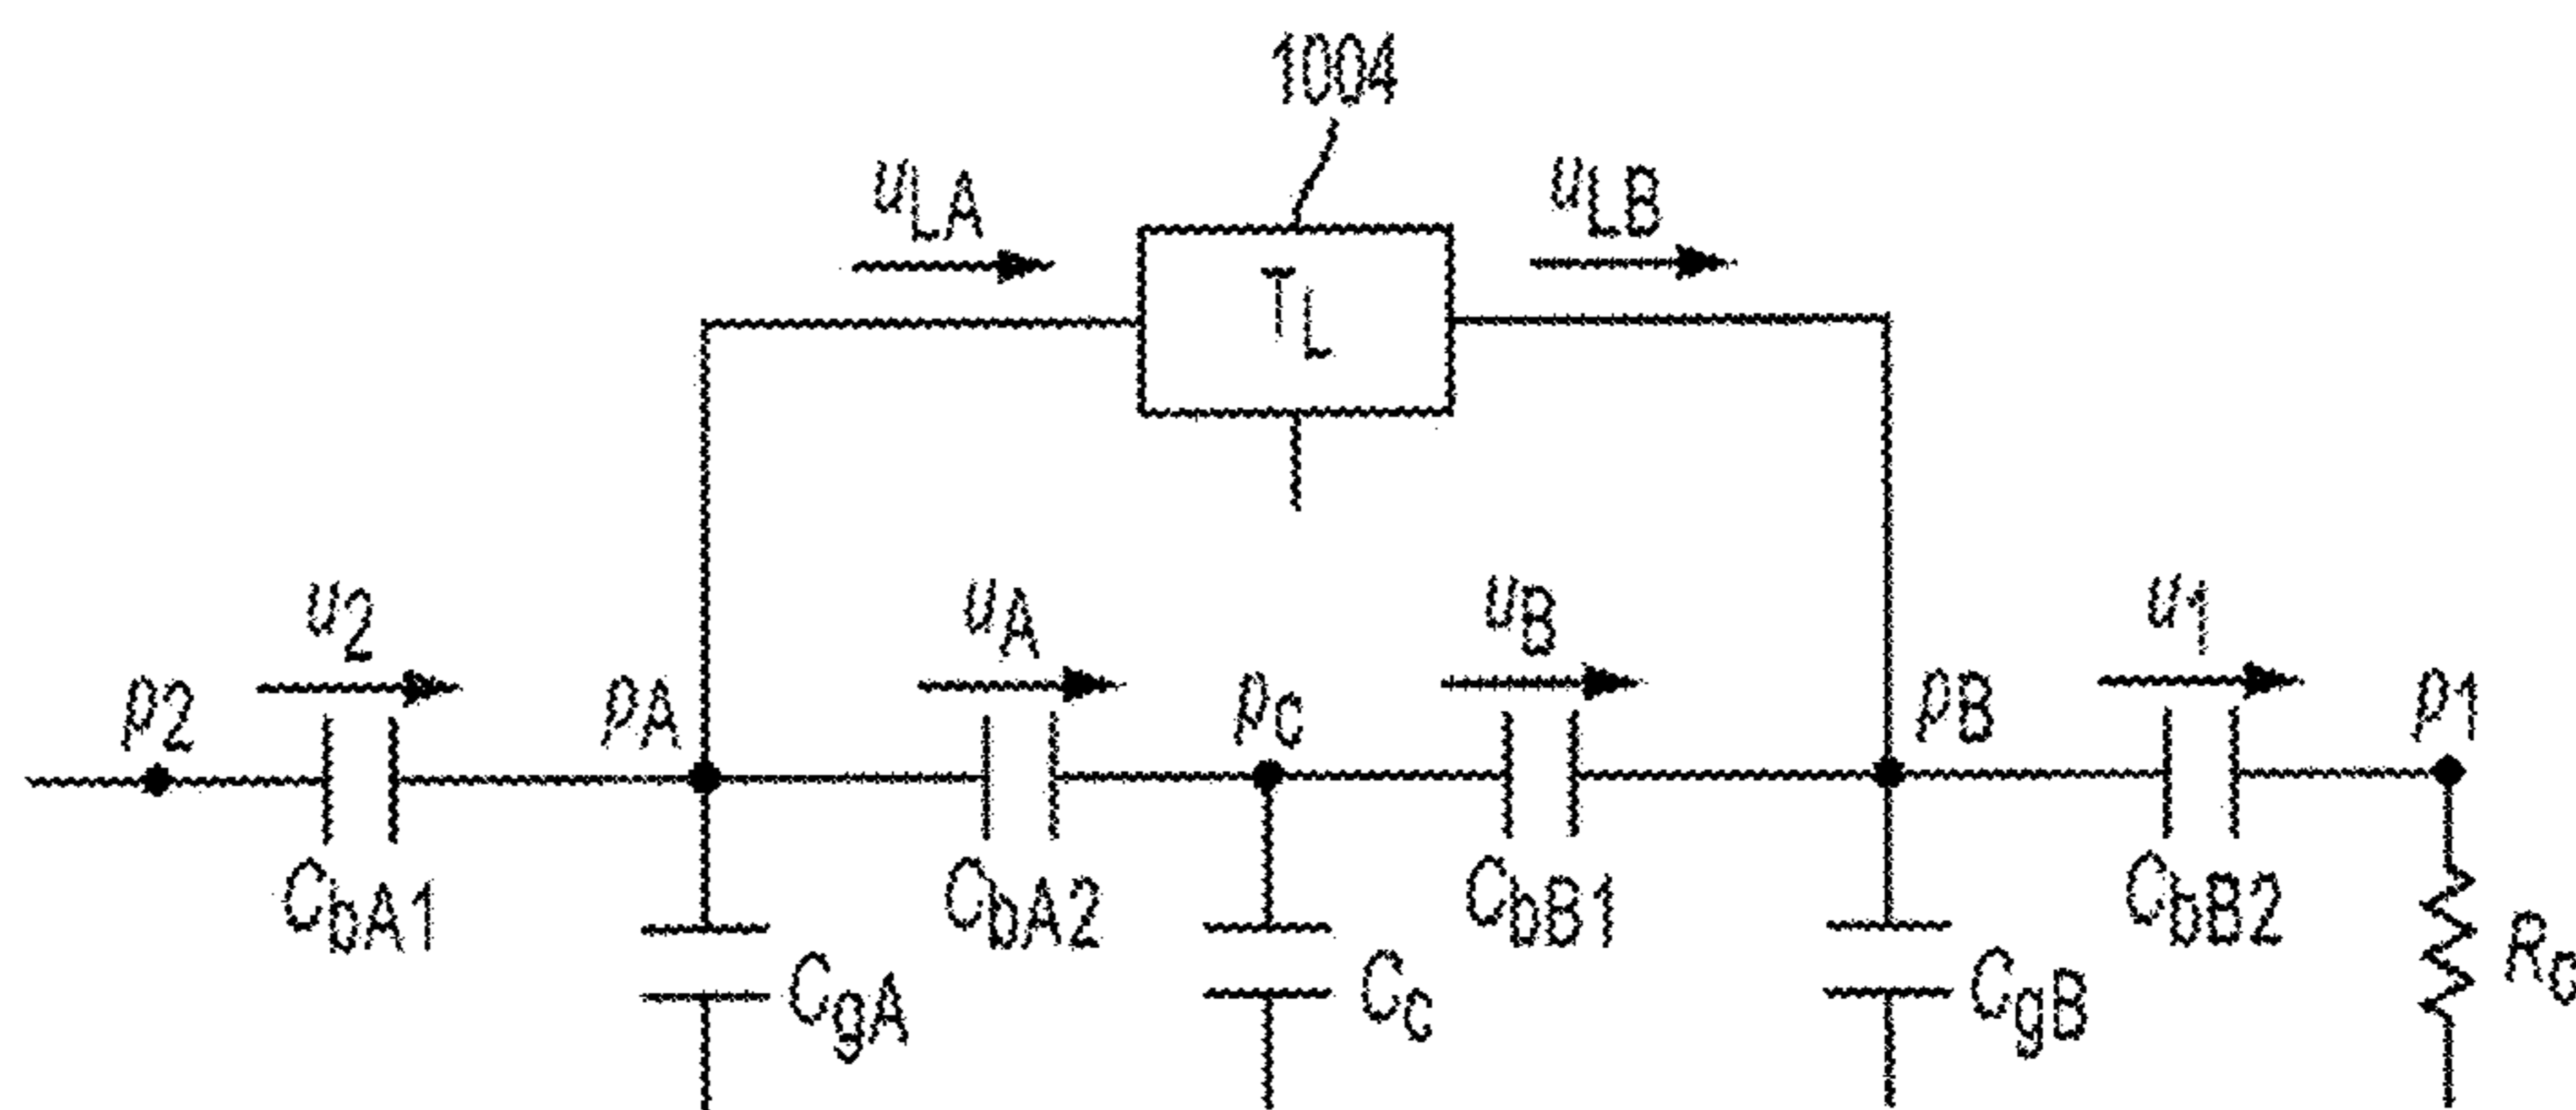 1004
uLA
uLB
TL
u2
uA
uB
u1
p2
pA
pC
pB
p1
CbA1
CbA2
CbB1
CbB2
CgA
Cc
CgB